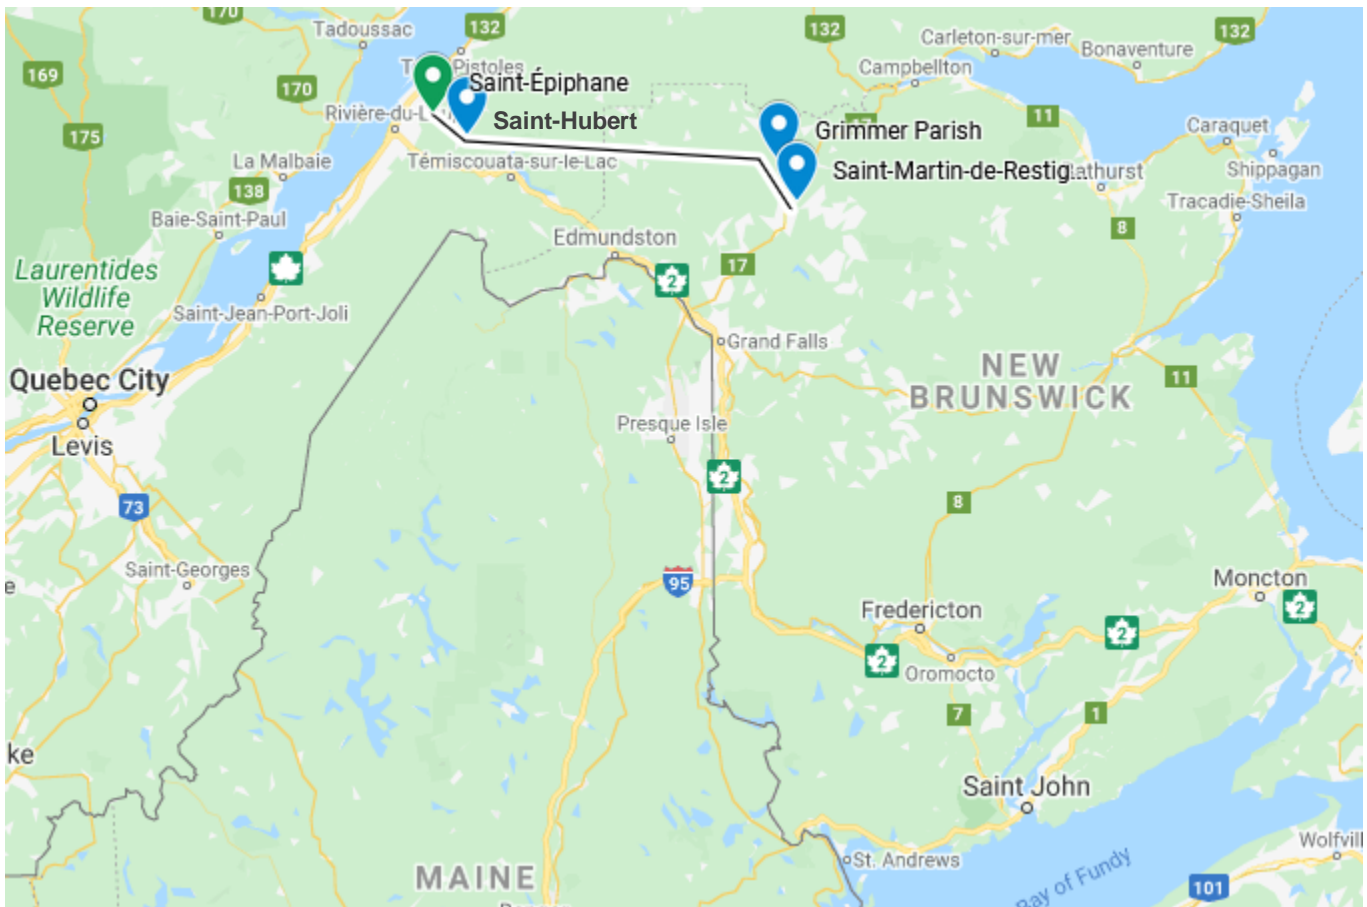 170
Tadoussac
132
132
Carleton-sur-mer
Bonaventure
169
Pistoles
Campbellton
170
Saint-Épiphane
Rivière-du-L
Saint-Hubert
17
11
Grimmer Parish
Caraquet
175
La Malbaie
Témiscouata-sur-le-Lac
Saint-Martin-de-Restig...
athurst
Shippagan
138
Tracadie-Sheila
Baie-Saint-Paul
8
Edmundston
17
Laurentides
Wildlife
Reserve
2
Saint-Jean-Port-Joli
Grand Falls
NEW
BRUNSWICK
Quebec City
11
Presque Isle
Levis
2
73
8
Saint-Georges
95
Moncton
e
Fredericton
2
2
2
Oromocto
7
1
ke
Saint John
Wolfvill
St. Andrews
MAINE
Bay of Fundy
101